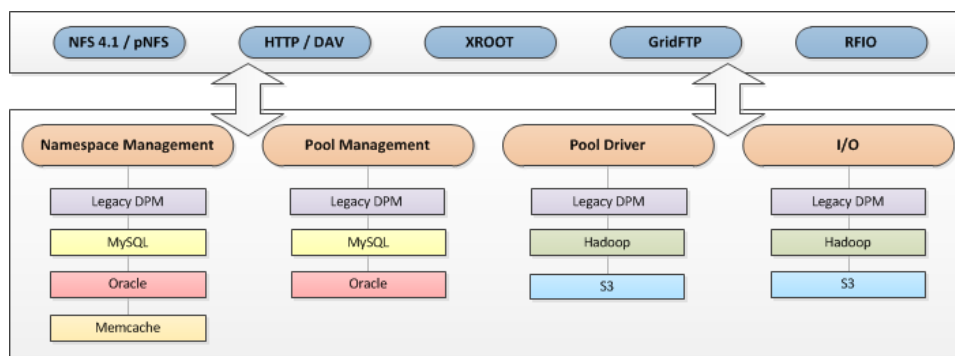 NFS 4.1 / pNFS
HTTP / DAV
XROOT
GridFTP
RFIO
Namespace Management
Pool Management
Pool Driver
I/O
Legacy DPM
Legacy DPM
Legacy DPM
Legacy DPM
MySQL
MySQL
Hadoop
Hadoop
Oracle
Oracle
S3
S3
Memcache